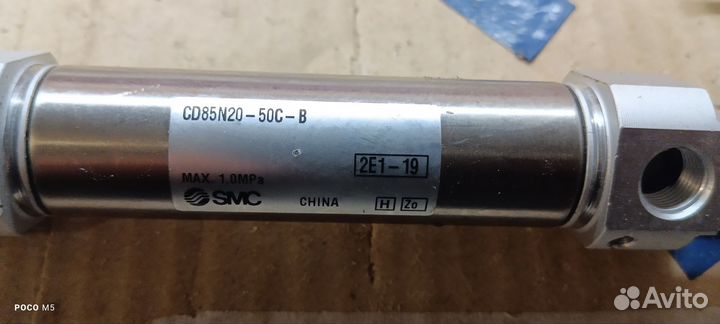 CD85N20-50C-B
2E1-19
MAX. 1.0MPa
SMC CHINA H Zo
POCO M5
Avito